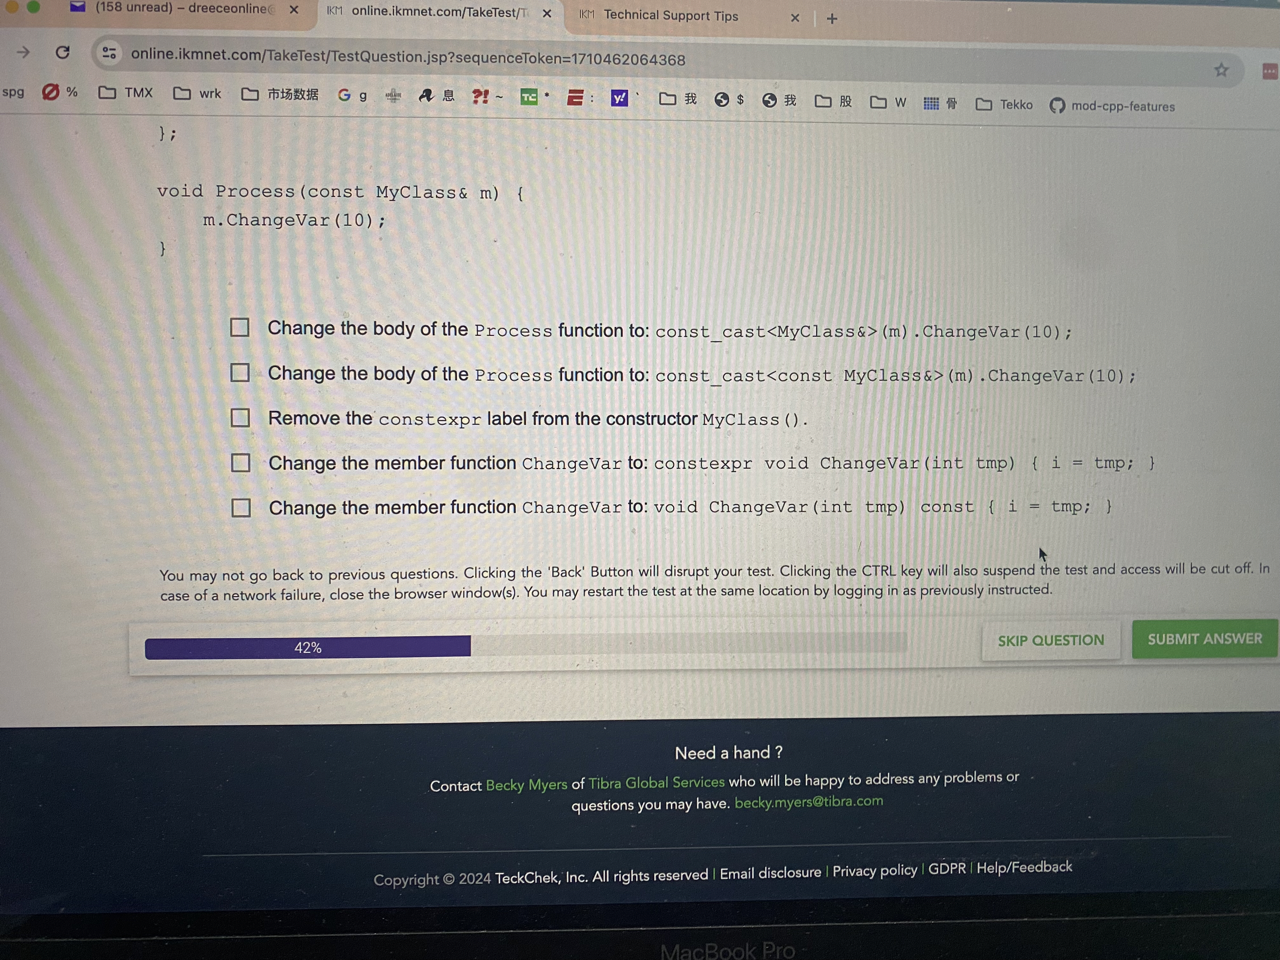 (158 unread) – dreeceonline
IKM online.ikmnet.com/TakeTest/T
IKM Technical Support Tips
online.ikmnet.com/TakeTest/TestQuestion.jsp?sequenceToken=1710462064368
spg % TMX wrk 市场数据 G g 息 ?! ~ TC • : y! ` 我 $ 我 股 W 骨 Tekko mod-cpp-features
};
void Process(const MyClass& m) {
m.ChangeVar(10);
}
Change the body of the Process function to: const_cast<MyClass&>(m).ChangeVar(10);
Change the body of the Process function to: const_cast<const MyClass&>(m).ChangeVar(10);
Remove the constexpr label from the constructor MyClass().
Change the member function ChangeVar to: constexpr void ChangeVar(int tmp) { i = tmp; }
Change the member function ChangeVar to: void ChangeVar(int tmp) const { i = tmp; }
You may not go back to previous questions. Clicking the 'Back' Button will disrupt your test. Clicking the CTRL key will also suspend the test and access will be cut off. In
case of a network failure, close the browser window(s). You may restart the test at the same location by logging in as previously instructed.
42%
SKIP QUESTION
SUBMIT ANSWER
Need a hand ?
Contact Becky Myers of Tibra Global Services who will be happy to address any problems or
questions you may have. becky.myers@tibra.com
Copyright © 2024 TeckChek, Inc. All rights reserved | Email disclosure | Privacy policy | GDPR | Help/Feedback
MacBook Pro